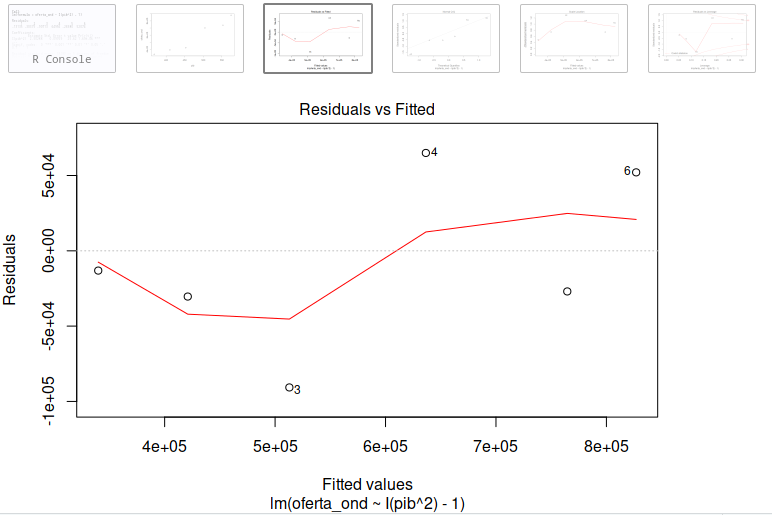 R Console
Residuals vs Fitted
Residuals
5e+04
0e+00
-5e+04
-1e+05
4
6
3
4e+05
5e+05
6e+05
7e+05
8e+05
Fitted values
lm(oferta_ond ~ I(pib^2) - 1)